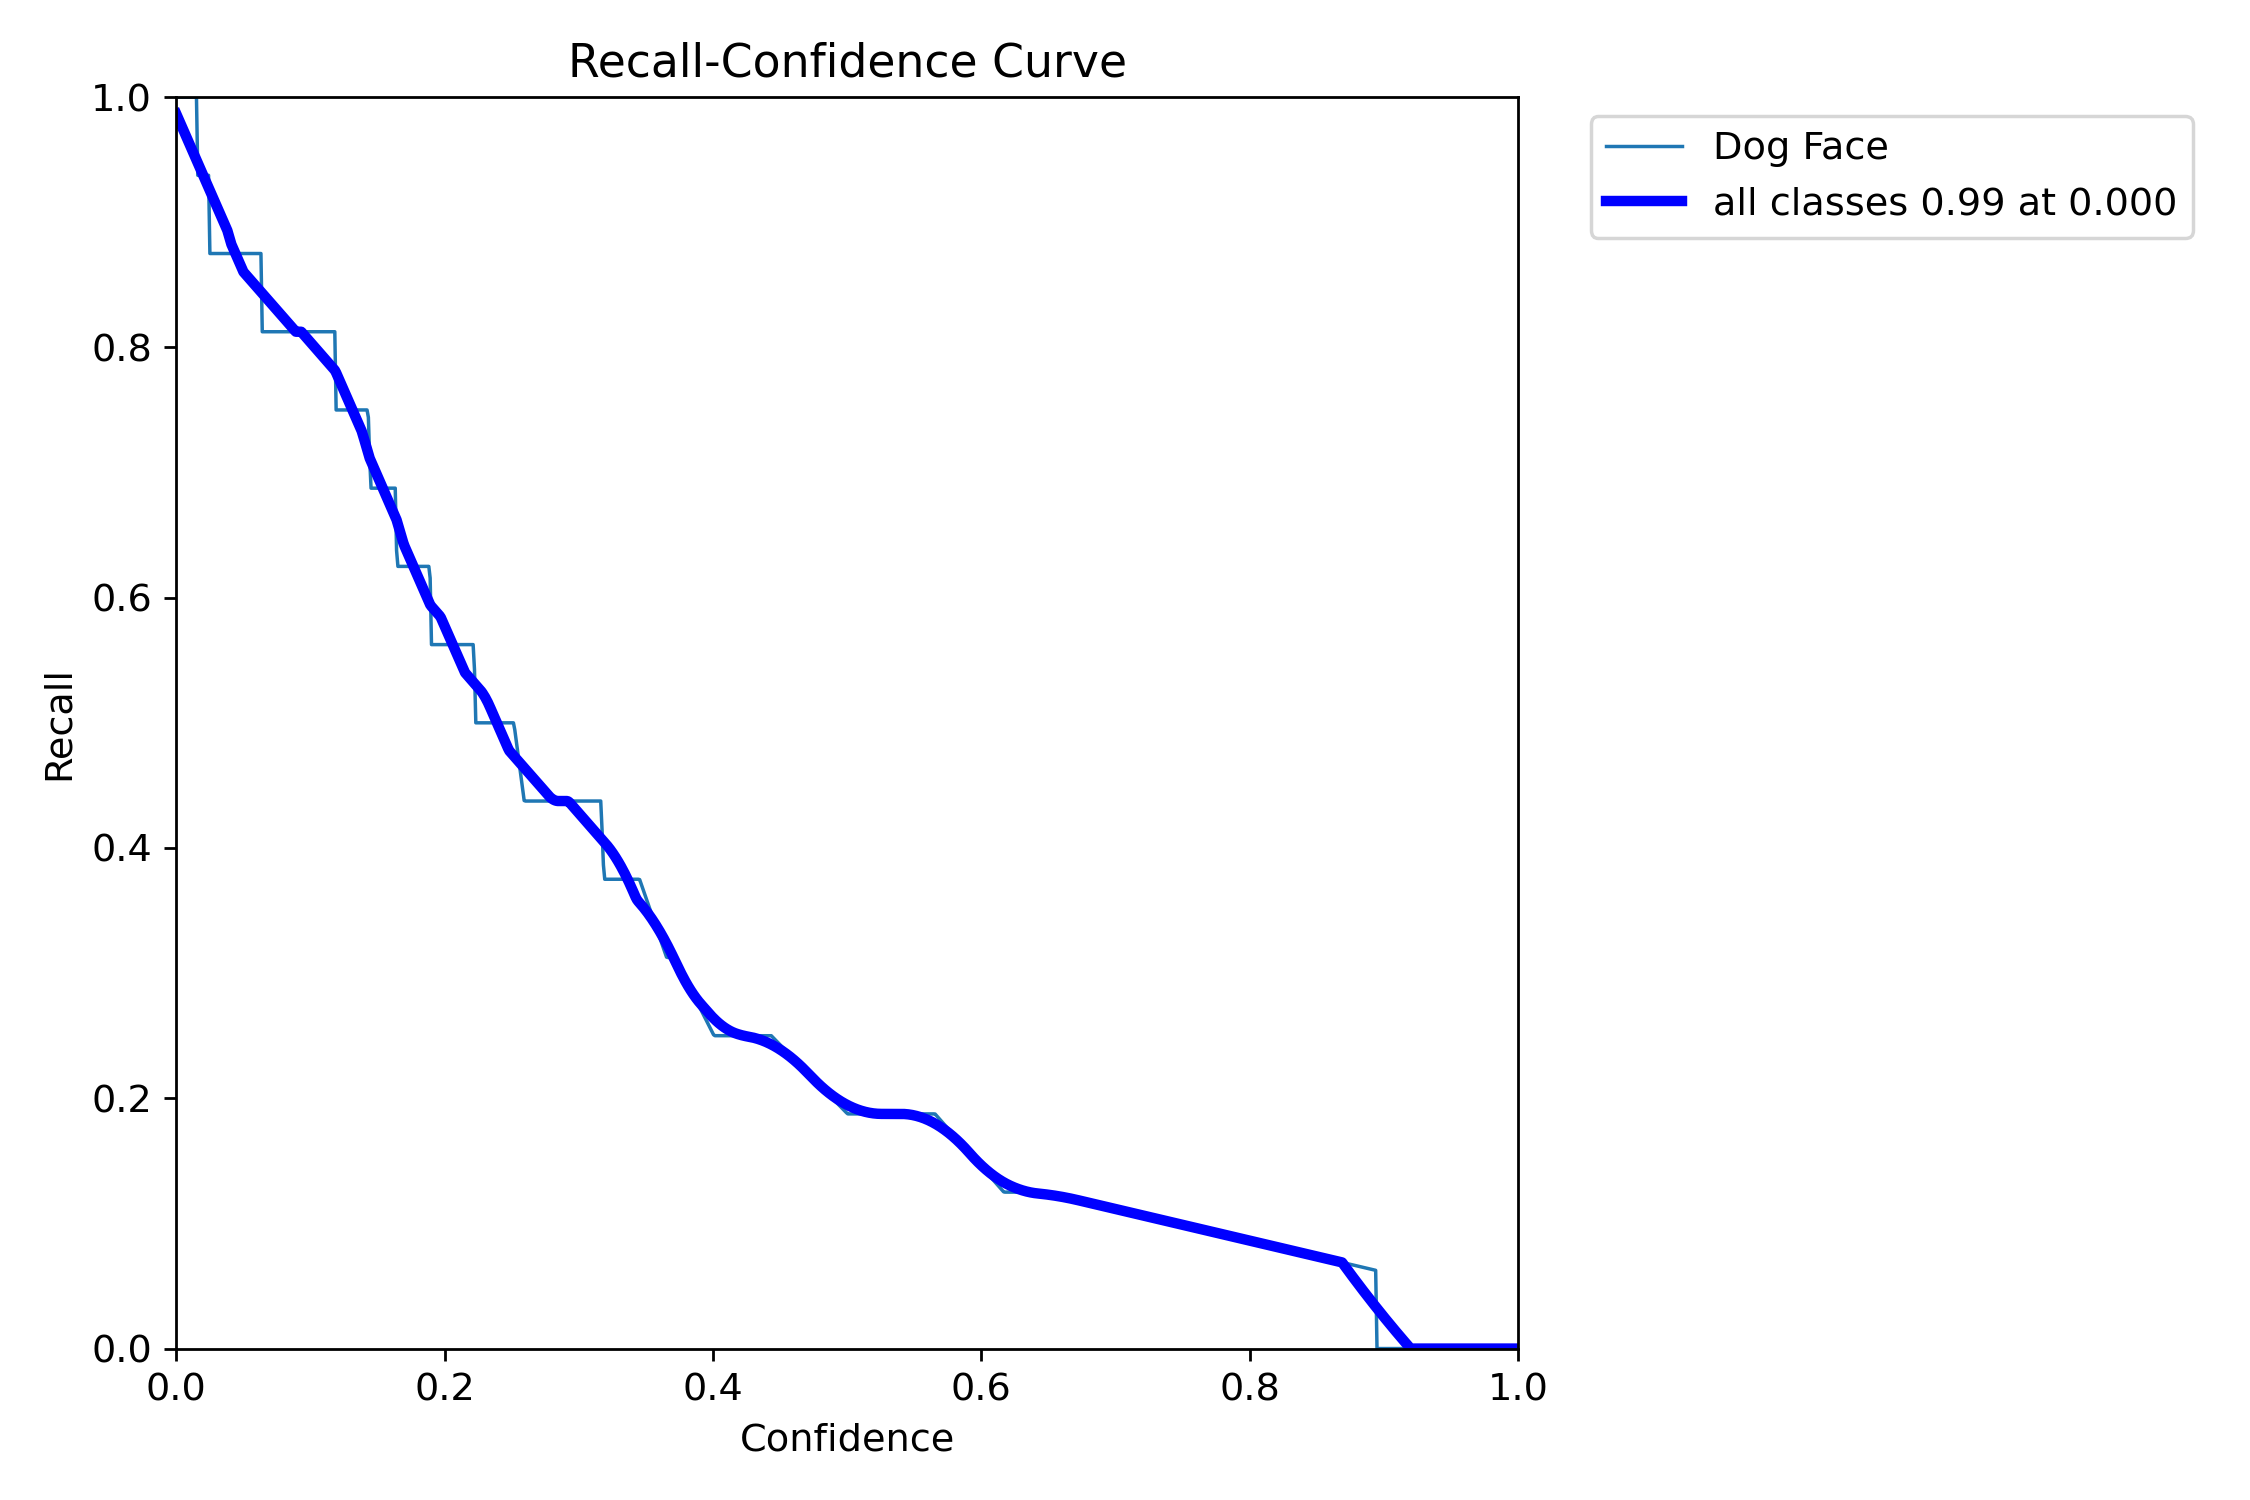 Recall-Confidence Curve
1.0
0.8
0.6
0.4
0.2
0.0
Recall
0.0 0.2 0.4 0.6 0.8 1.0
Confidence
Dog Face
all classes 0.99 at 0.000